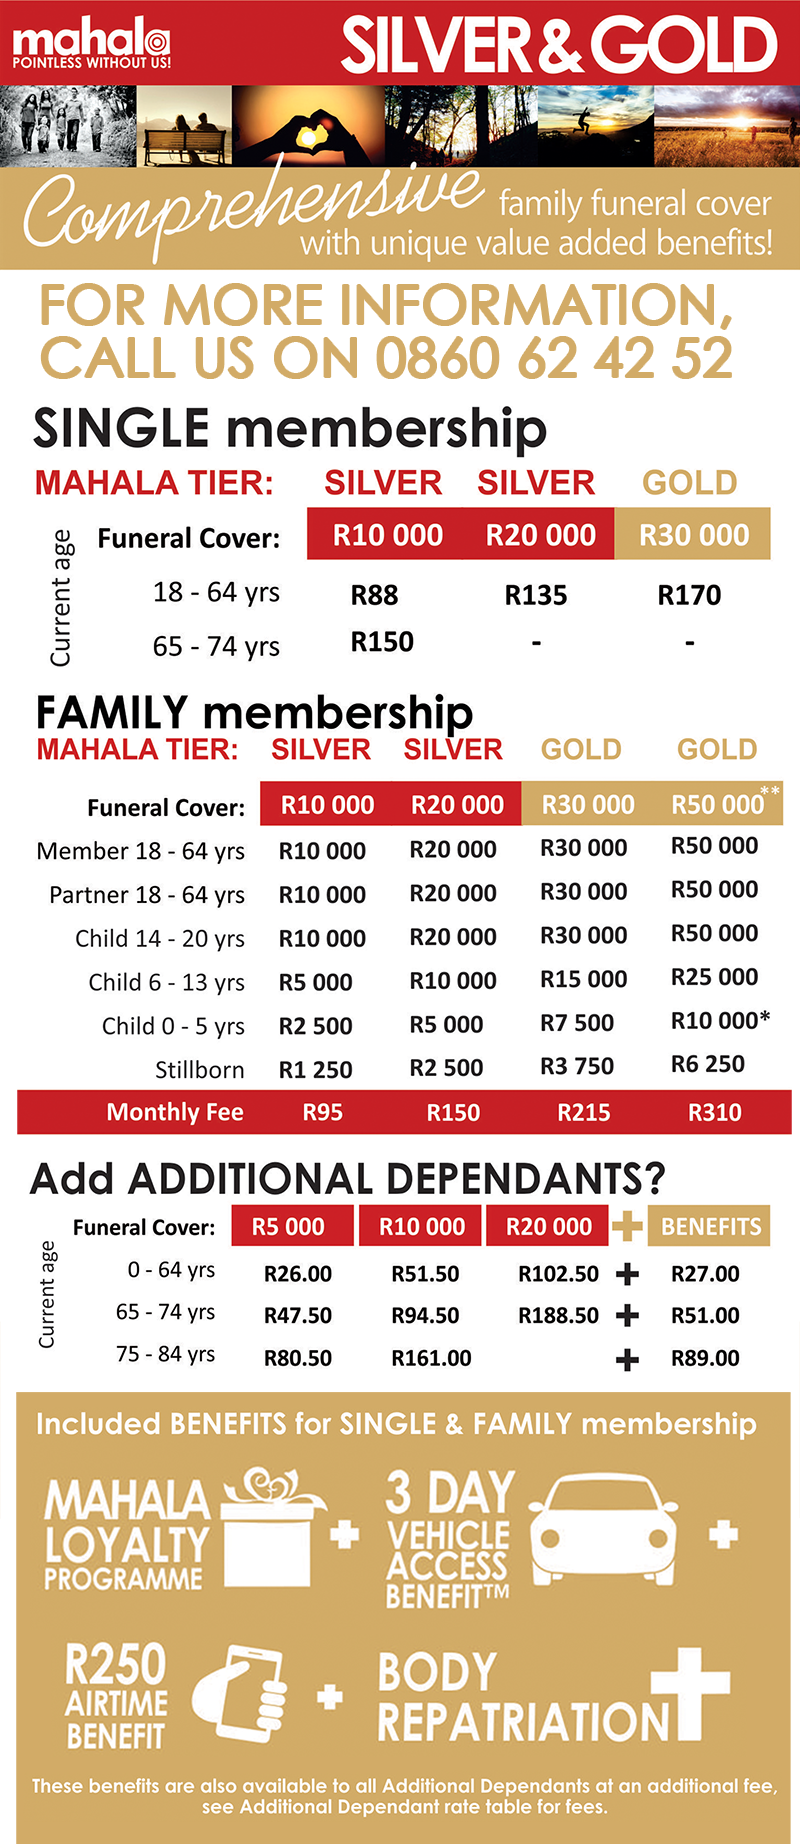 mahala
POINTLESS WITHOUT US!
SILVER & GOLD
Comprehensive family funeral cover
with unique value added benefits!
FOR MORE INFORMATION,
CALL US ON 0860 62 42 52
SINGLE membership
MAHALA TIER: SILVER SILVER GOLD
Current age
Funeral Cover: R10 000 R20 000 R30 000
18 - 64 yrs R88 R135 R170
65 - 74 yrs R150 - -
FAMILY membership
MAHALA TIER: SILVER SILVER GOLD GOLD
Funeral Cover: R10 000 R20 000 R30 000 R50 000**
Member 18 - 64 yrs R10 000 R20 000 R30 000 R50 000
Partner 18 - 64 yrs R10 000 R20 000 R30 000 R50 000
Child 14 - 20 yrs R10 000 R20 000 R30 000 R50 000
Child 6 - 13 yrs R5 000 R10 000 R15 000 R25 000
Child 0 - 5 yrs R2 500 R5 000 R7 500 R10 000*
Stillborn R1 250 R2 500 R3 750 R6 250
Monthly Fee R95 R150 R215 R310
Add ADDITIONAL DEPENDANTS?
Current age
Funeral Cover: R5 000 R10 000 R20 000 + BENEFITS
0 - 64 yrs R26.00 R51.50 R102.50 + R27.00
65 - 74 yrs R47.50 R94.50 R188.50 + R51.00
75 - 84 yrs R80.50 R161.00 + R89.00
Included BENEFITS for SINGLE & FAMILY membership
MAHALA
LOYALTY
PROGRAMME
+
3 DAY
VEHICLE
ACCESS
BENEFIT™
+
R250
AIRTIME
BENEFIT
+
BODY
REPATRIATION
These benefits are also available to all Additional Dependants at an additional fee,
see Additional Dependant rate table for fees.